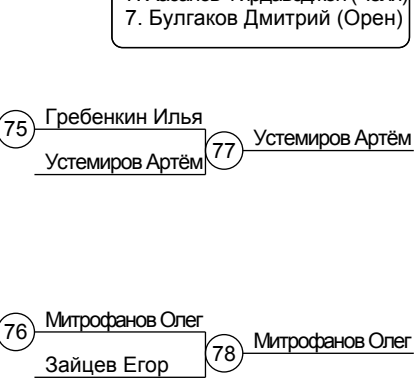 7. Булгаков Дмитрий (Орен)
75
Гребенкин Илья
Устемиров Артём
77
Устемиров Артём
76
Митрофанов Олег
Зайцев Егор
78
Митрофанов Олег